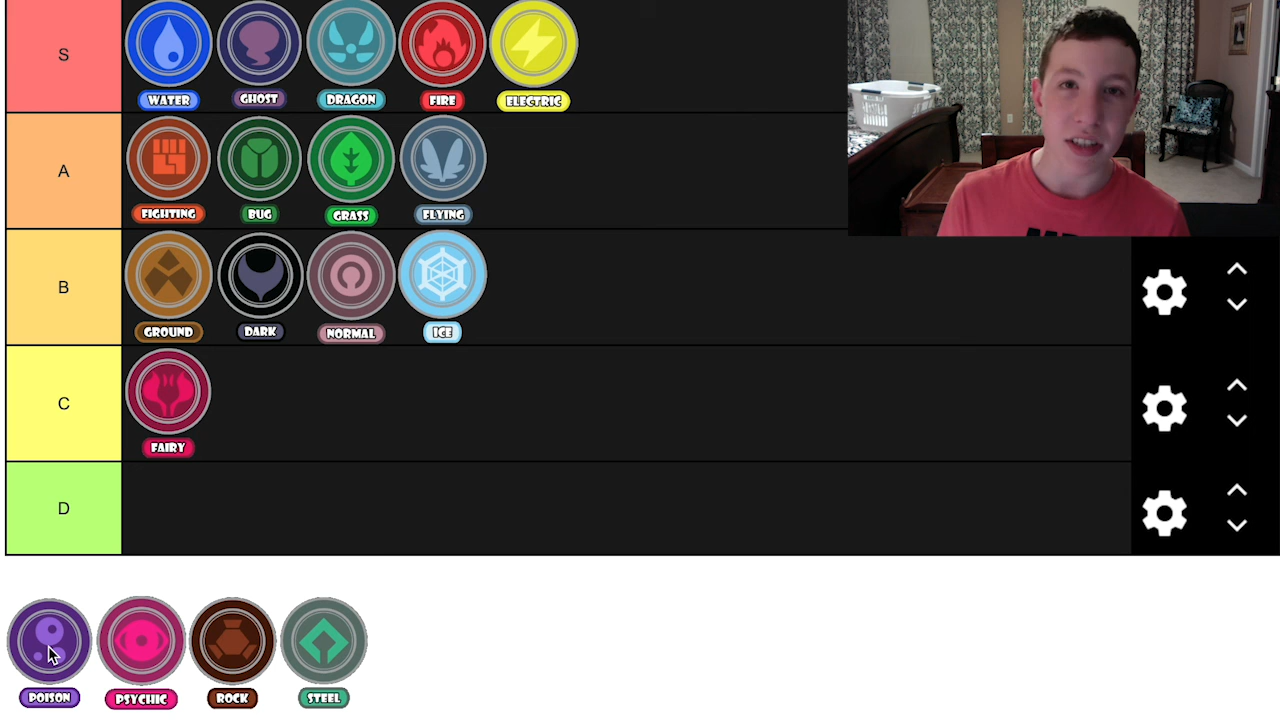 S
WATER GHOST DRAGON FIRE ELECTRIC
A
FIGHTING BUG GRASS FLYING
B
GROUND DARK NORMAL ICE
C
FAIRY
D
POISON PSYCHIC ROCK STEEL